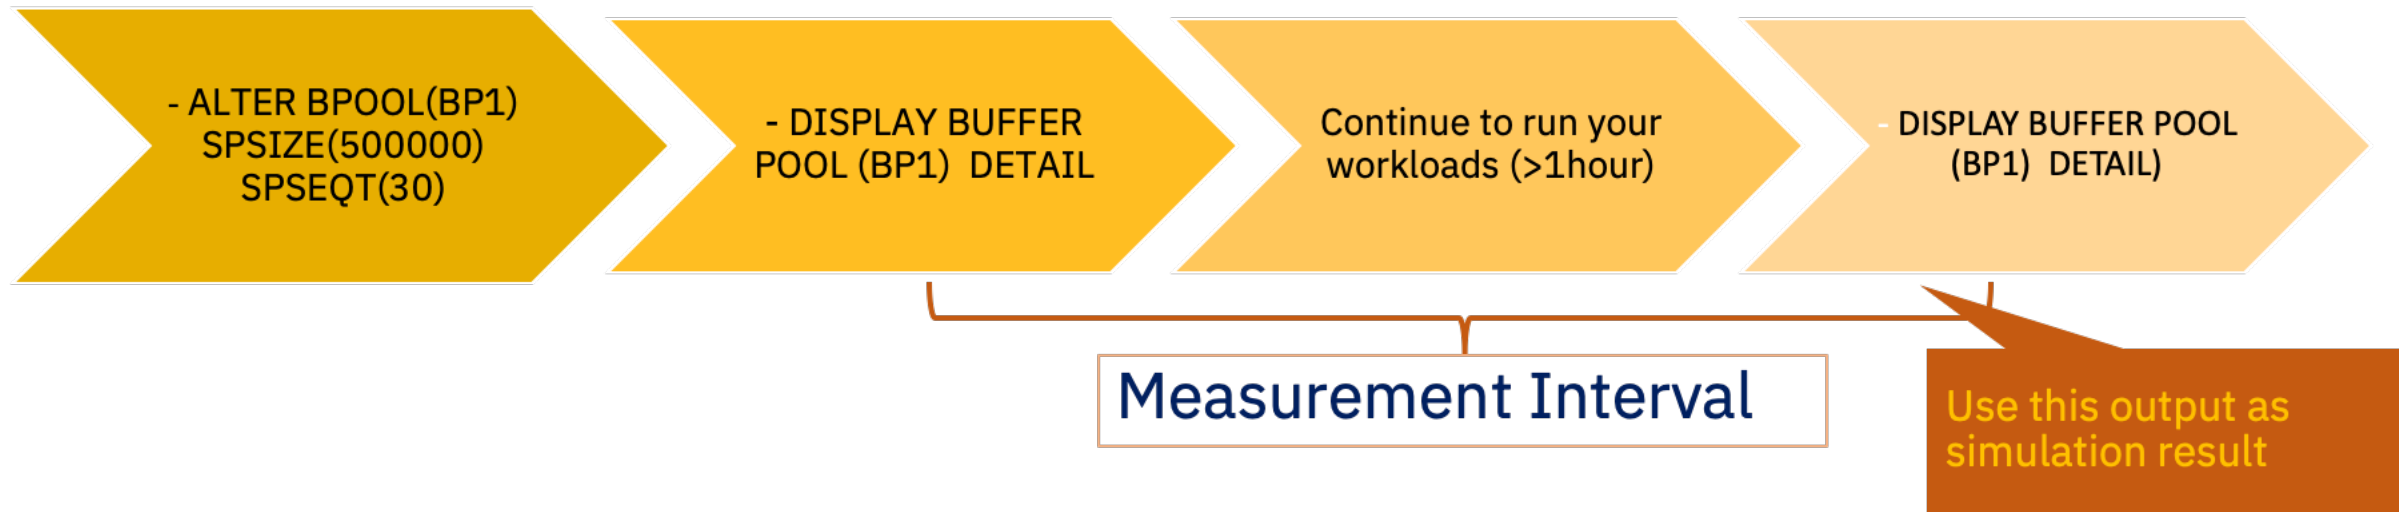 - ALTER BPOOL(BP1)
SPSIZE(500000)
SPSEQT(30)
- DISPLAY BUFFER
POOL (BP1)  DETAIL
Continue to run your
workloads (>1hour)
- DISPLAY BUFFER POOL
(BP1)  DETAIL)
Measurement Interval
Use this output as
simulation result